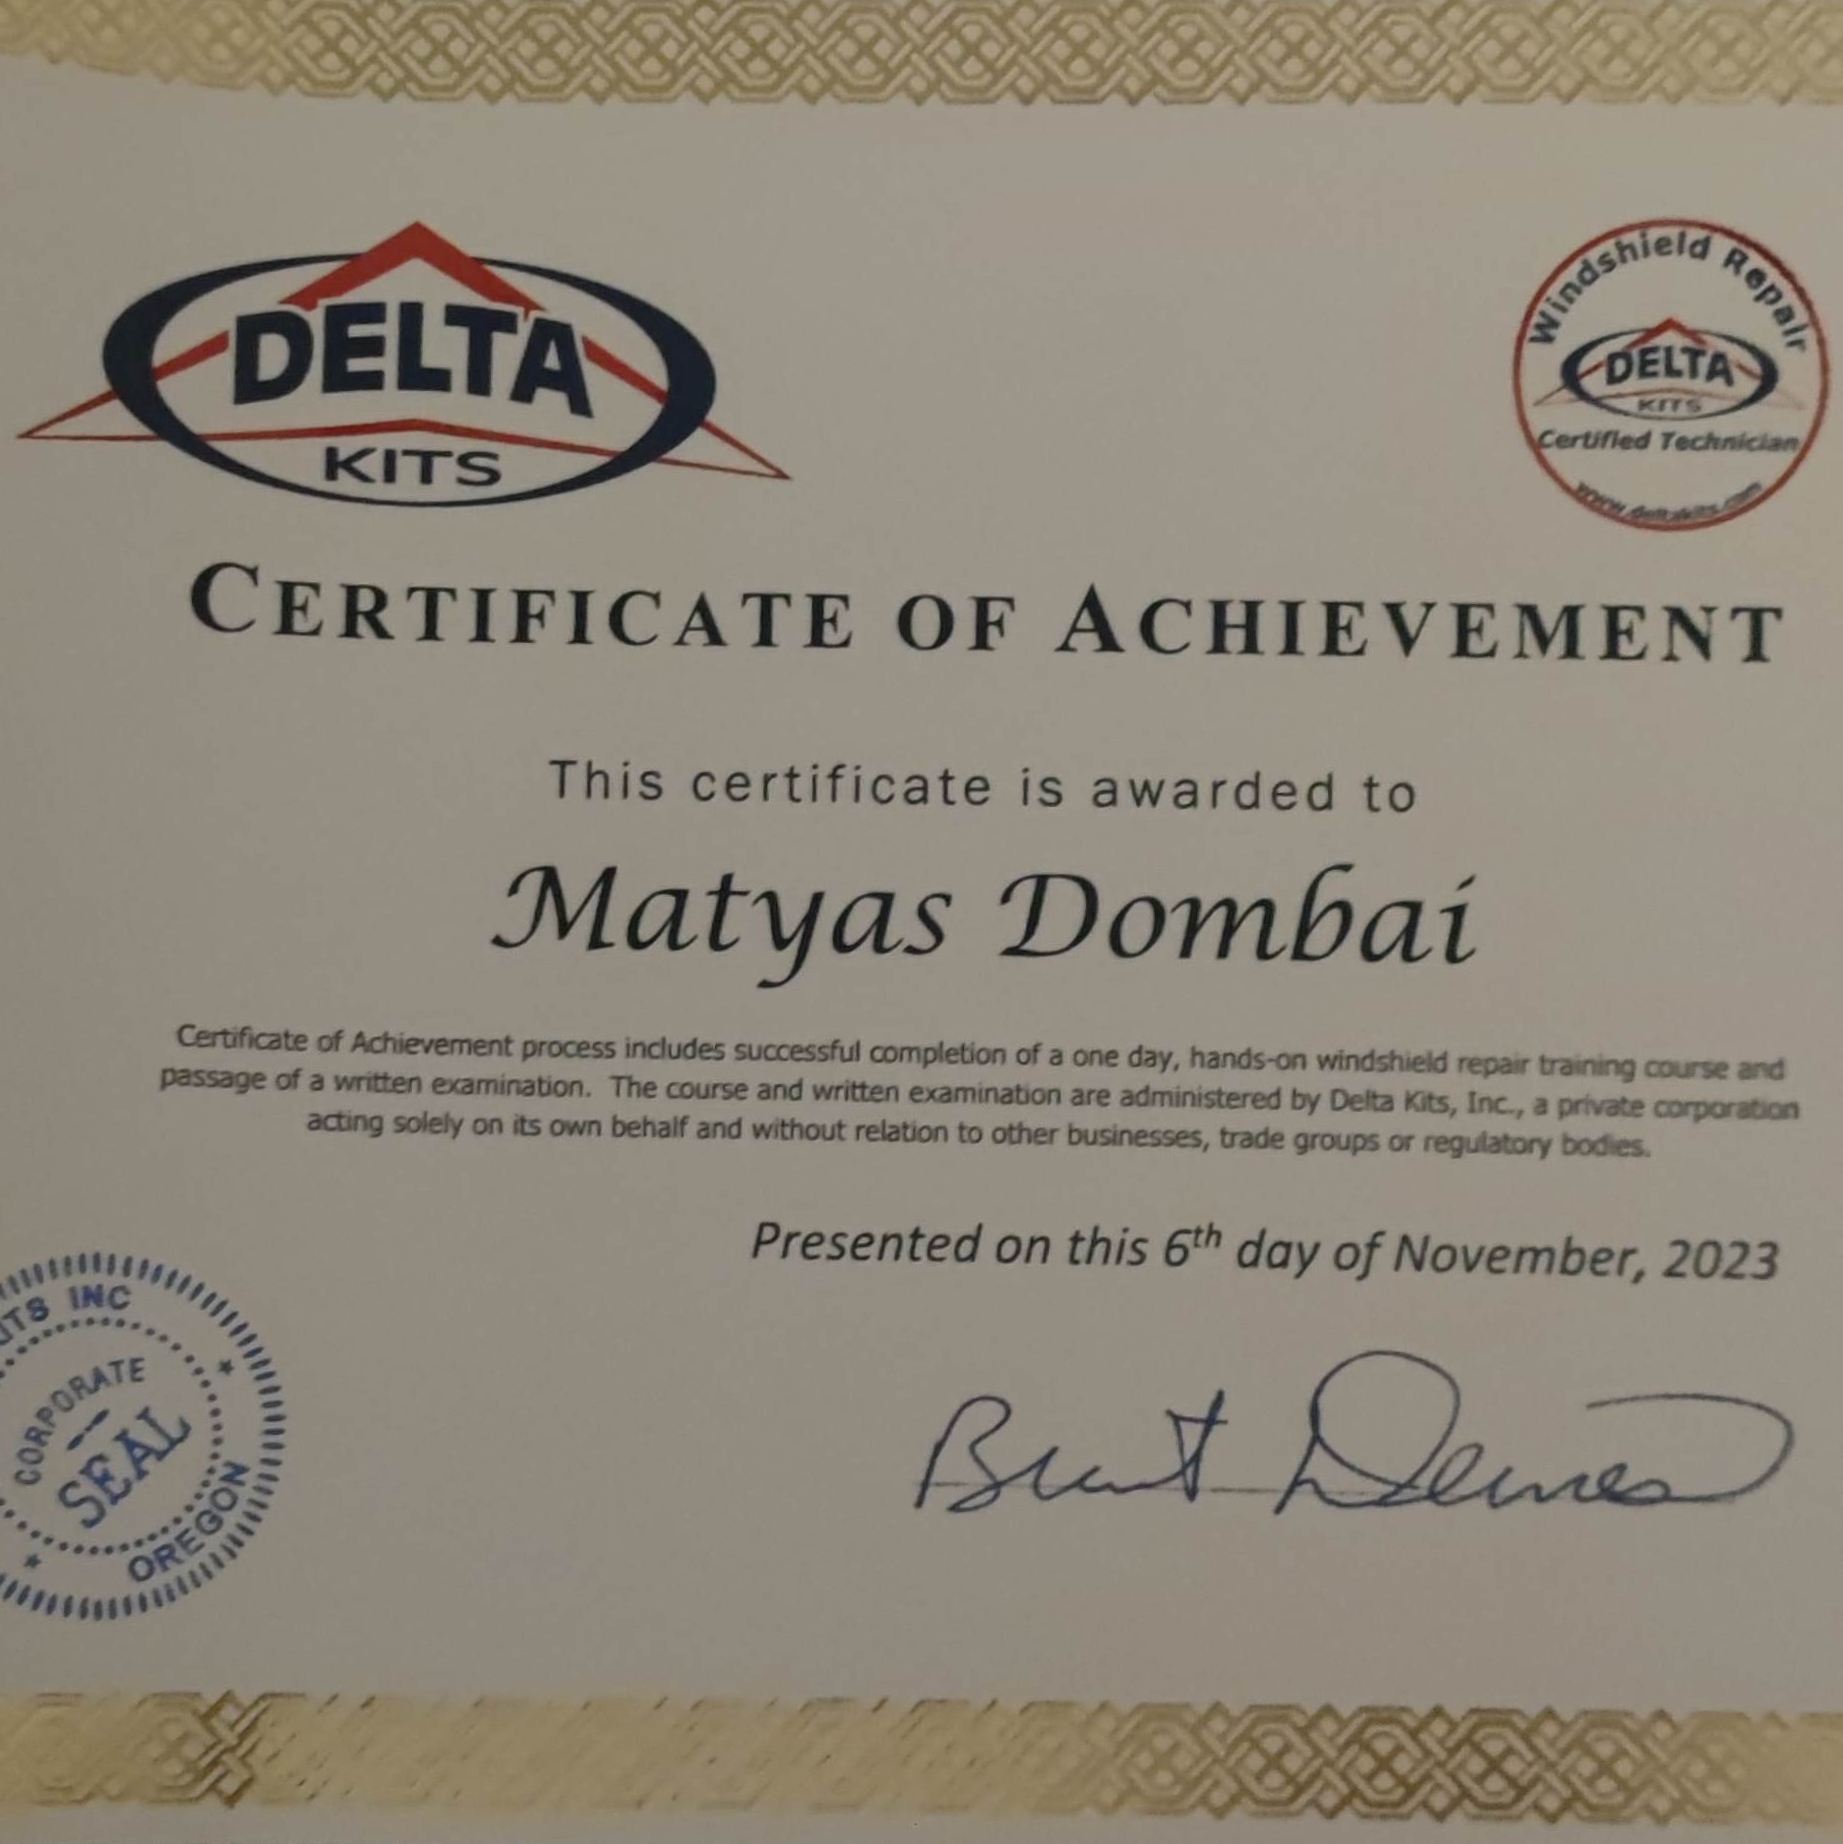 DELTA
KITS
Windshield Repair
DELTA
KITS
Certified Technician
www.deltakits.com
CERTIFICATE OF ACHIEVEMENT
This certificate is awarded to
Matyas Dombai
Certificate of Achievement process includes successful completion of a one day, hands-on windshield repair training course and
passage of a written examination. The course and written examination are administered by Delta Kits, Inc., a private corporation
acting solely on its own behalf and without relation to other businesses, trade groups or regulatory bodies.
Presented on this 6th day of November, 2023
ITS INC
CORPORATE
SEAL
OREGON